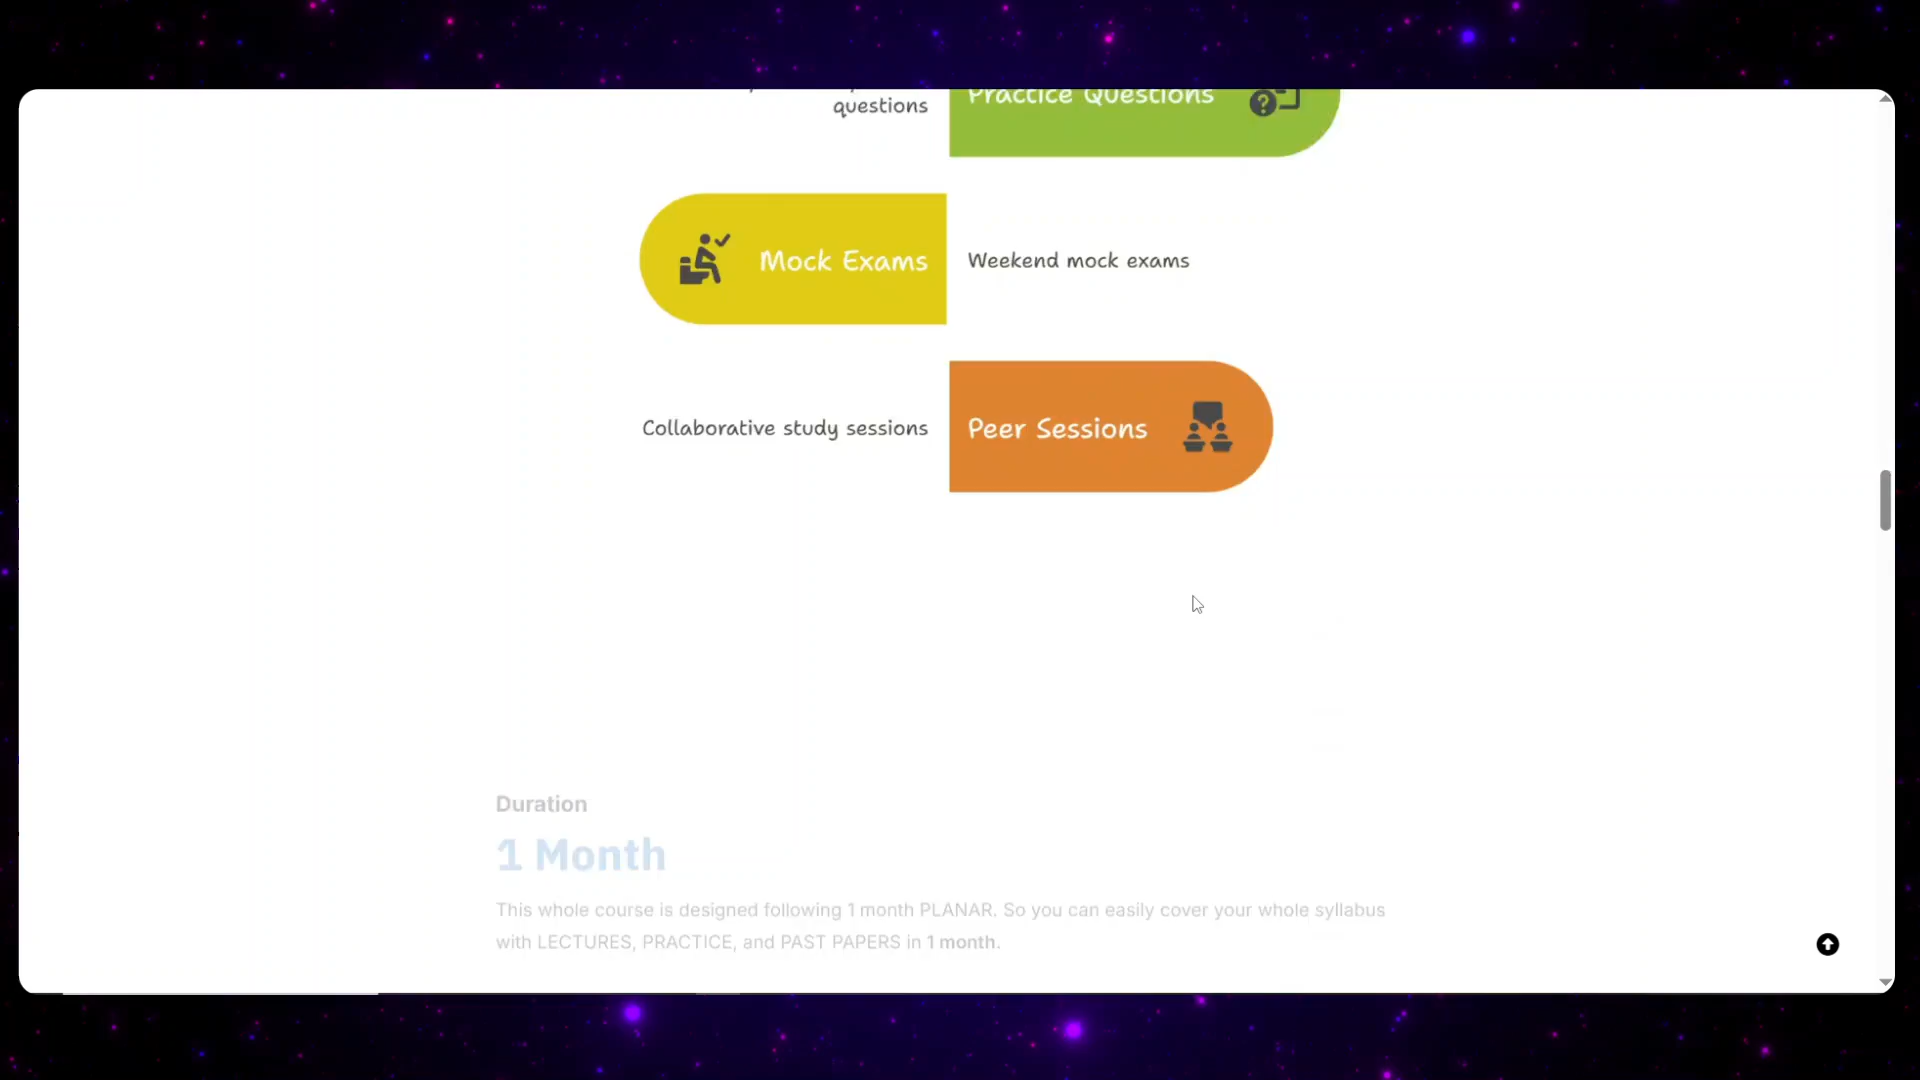 questions
Practice Questions
Mock Exams
Weekend mock exams
Collaborative study sessions
Peer Sessions
Duration
1 Month
This whole course is designed following 1 month PLANAR. So you can easily cover your whole syllabus
with LECTURES, PRACTICE, and PAST PAPERS in 1 month.